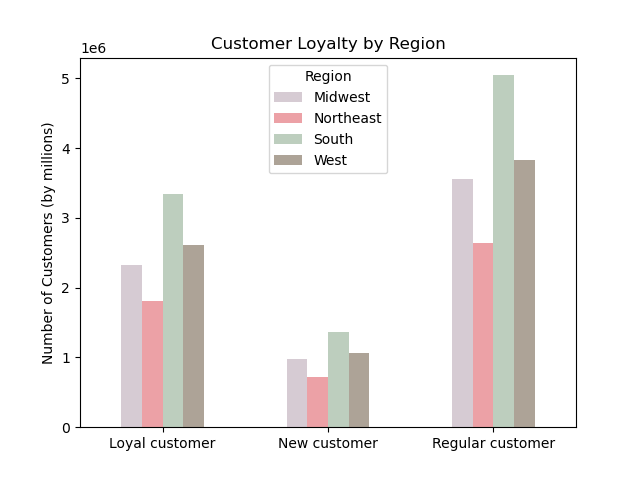 Customer Loyalty by Region
1e6
Number of Customers (by millions)
5
4
3
2
1
0
Region
Midwest
Northeast
South
West
Loyal customer
New customer
Regular customer